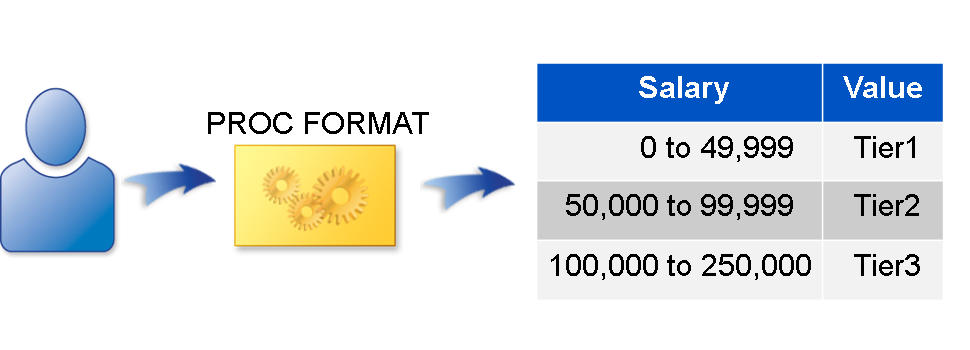 PROC FORMAT
Salary Value
0 to 49,999 Tier1
50,000 to 99,999 Tier2
100,000 to 250,000 Tier3